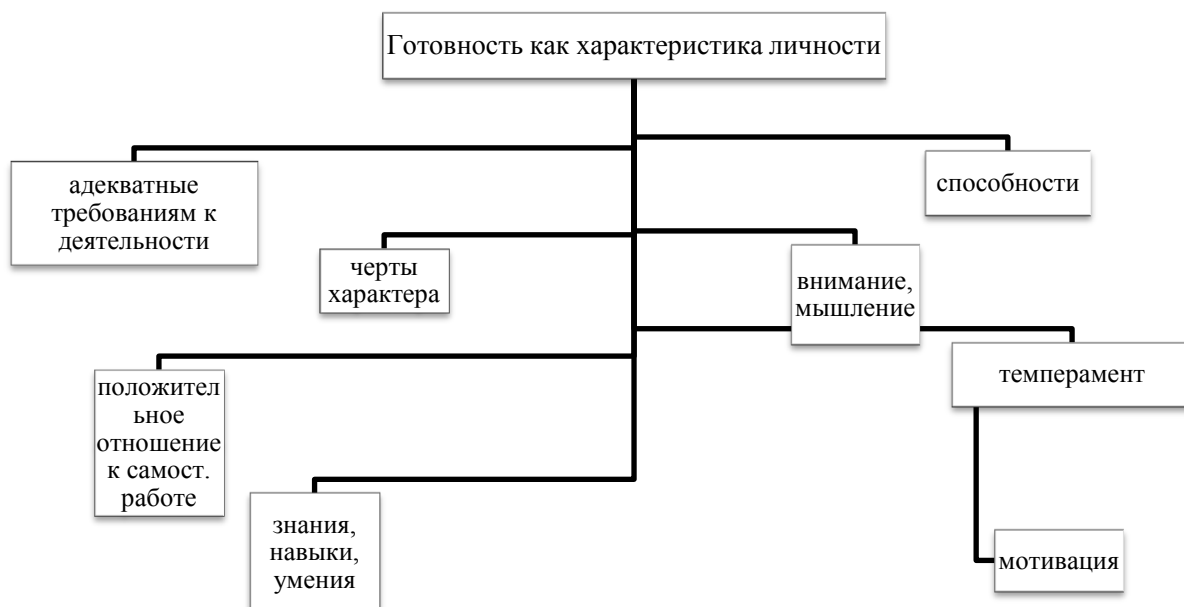 Готовность как характеристика личности
адекватные
требованиям к
деятельности
способности
черты
характера
внимание,
мышление
положител
ьное
отношение
к самост.
работе
темперамент
знания,
навыки,
умения
мотивация